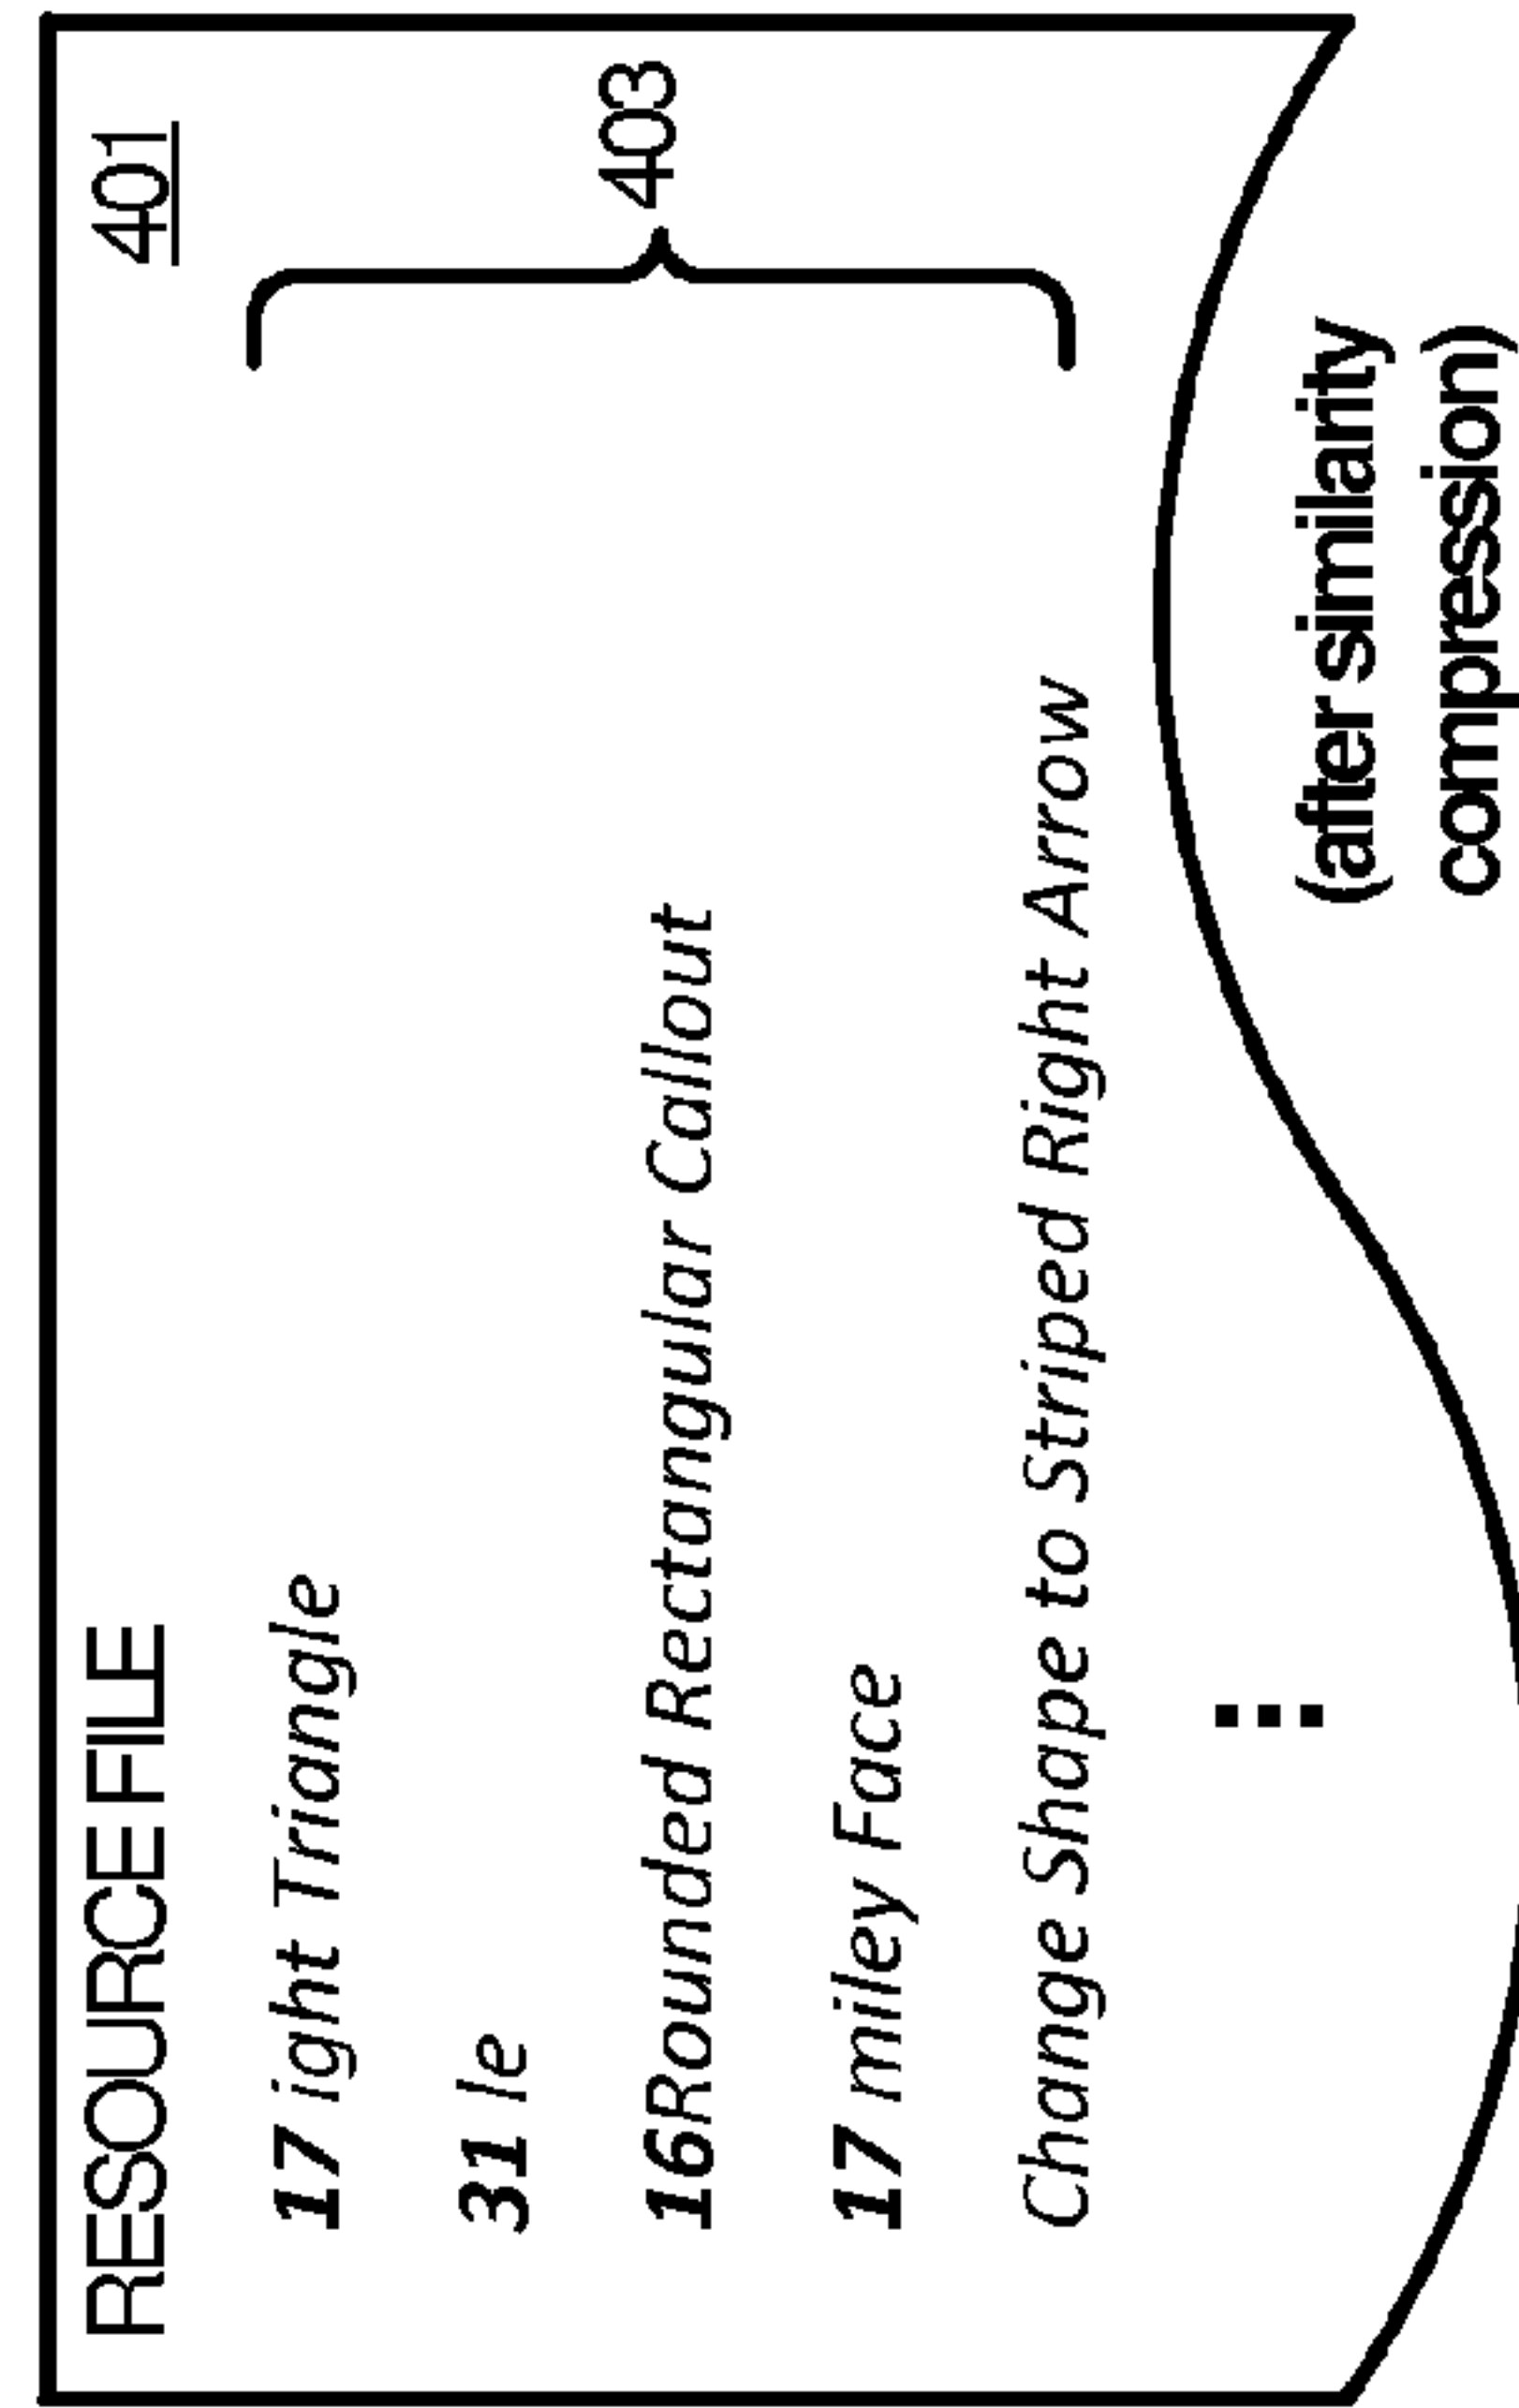 RESOURCE FILE 401
17 ight Triangle
31 le
16Rounded Rectangular Callout
17 miley Face
Change Shape to Striped Right Arrow
403
(after similarity
compression)